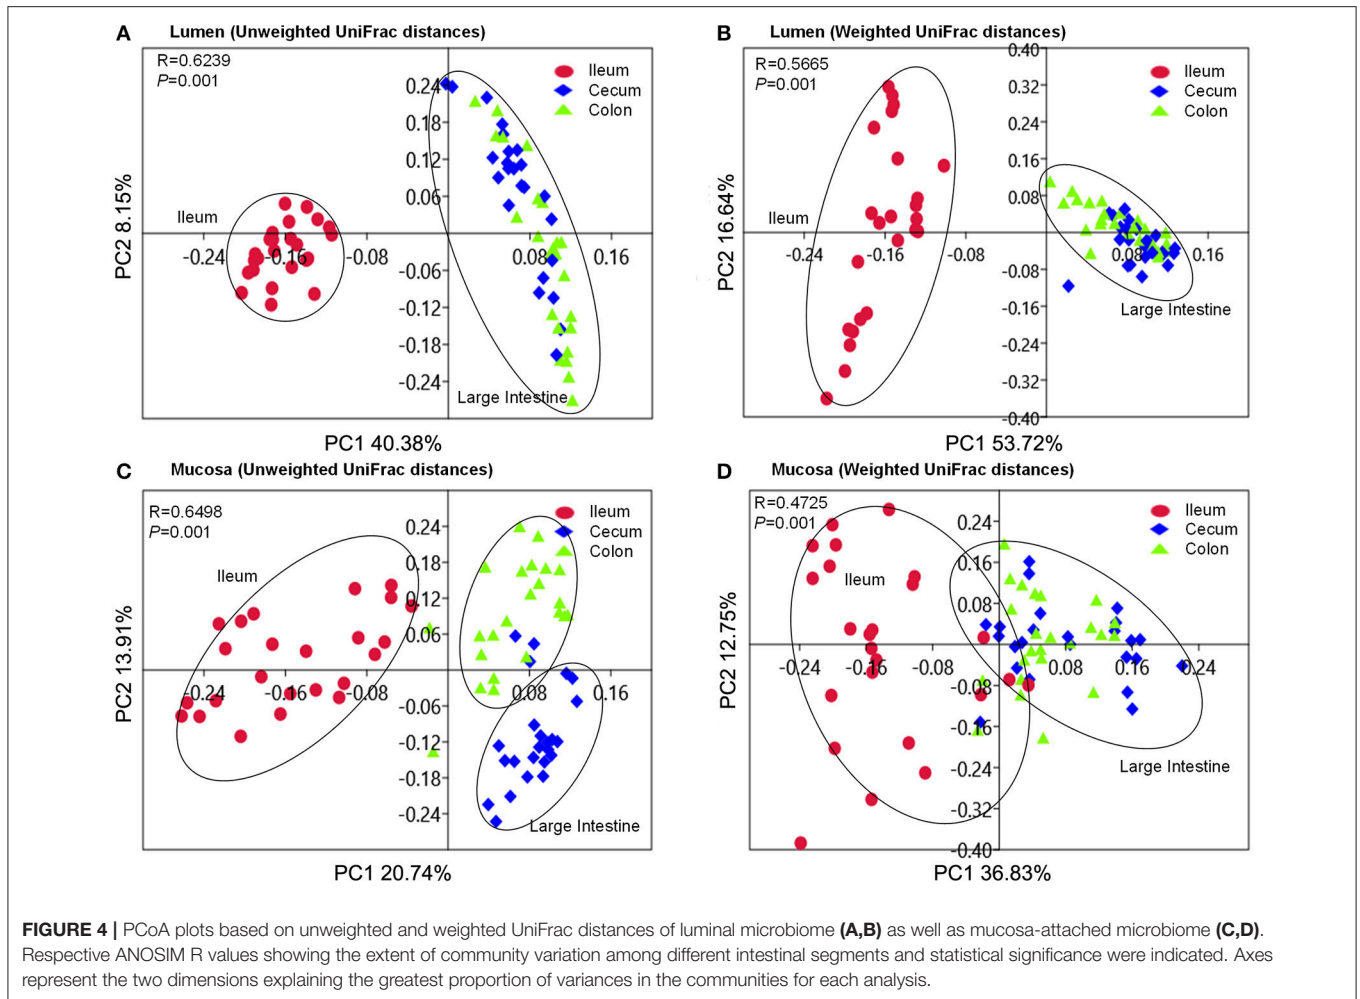 A Lumen (Unweighted UniFrac distances)
R=0.6239
P=0.001
Ileum
Cecum
Colon
0.24
0.18
0.12
0.06
-0.06
-0.12
-0.18
-0.24
-0.24
-0.16
-0.08
0.08
0.16
Ileum
Large Intestine
PC2 8.15%
PC1 40.38%
B Lumen (Weighted UniFrac distances)
R=0.5665
P=0.001
Ileum
Cecum
Colon
0.40
0.32
0.24
0.16
0.08
-0.08
-0.16
-0.24
-0.32
-0.40
-0.24
-0.16
-0.08
0.08
0.16
Ileum
Large Intestine
PC2 16.64%
PC1 53.72%
C Mucosa (Unweighted UniFrac distances)
R=0.6498
P=0.001
Ileum
Cecum
Colon
0.24
0.18
0.12
0.06
-0.06
-0.12
-0.18
-0.24
-0.24
-0.16
-0.08
0.08
0.16
Ileum
Large Intestine
PC2 13.91%
PC1 20.74%
D Mucosa (Weighted UniFrac distances)
R=0.4725
P=0.001
Ileum
Cecum
Colon
0.24
0.16
0.08
-0.08
-0.16
-0.24
-0.32
-0.40
-0.24
-0.16
-0.08
0.08
0.16
0.24
Ileum
Large Intestine
PC2 12.75%
PC1 36.83%
FIGURE 4 | PCoA plots based on unweighted and weighted UniFrac distances of luminal microbiome (A,B) as well as mucosa-attached microbiome (C,D).
Respective ANOSIM R values showing the extent of community variation among different intestinal segments and statistical significance were indicated. Axes
represent the two dimensions explaining the greatest proportion of variances in the communities for each analysis.